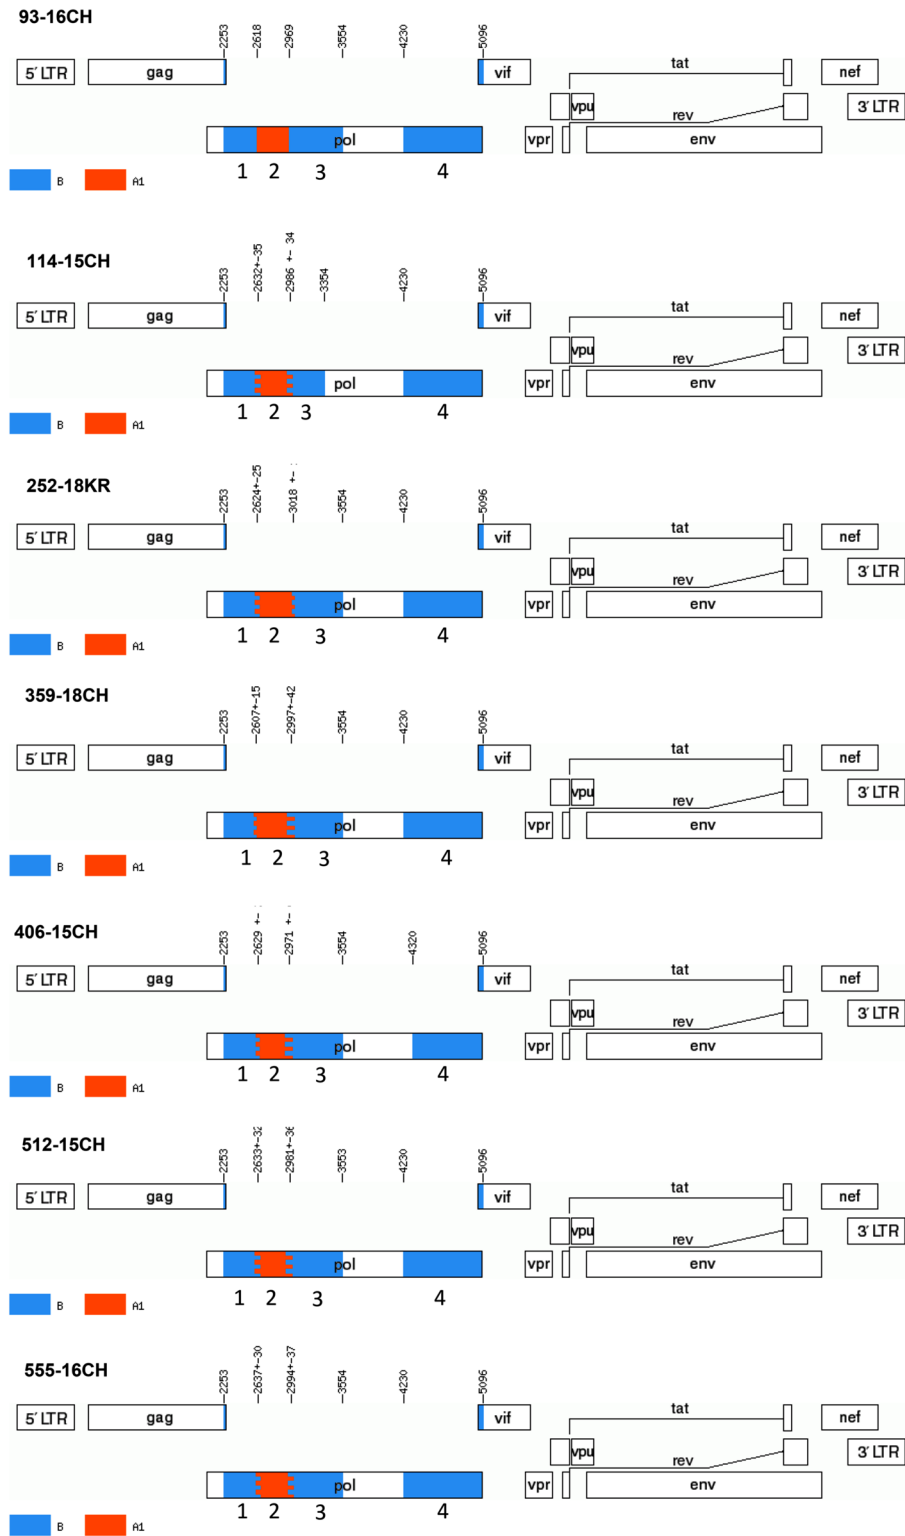 93-16CH
2253 2618 2969 3554 4230 5096
5′ LTR gag vif tat nef
vpu rev 3′ LTR
pol vpr env
1 2 3 4
B A1
114-15CH
2253 2632+-35 2986 +- 34 3354 4230 5096
5′ LTR gag vif tat nef
vpu rev 3′ LTR
pol vpr env
1 2 3 4
B A1
252-18KR
2253 2624+-25 3018 +- 3554 4230 5096
5′ LTR gag vif tat nef
vpu rev 3′ LTR
pol vpr env
1 2 3 4
B A1
359-18CH
2253 2607+-15 2997+-42 3554 4230 5096
5′ LTR gag vif tat nef
vpu rev 3′ LTR
pol vpr env
1 2 3 4
B A1
406-15CH
2253 2629 +- 2971 +- 3554 4320 5096
5′ LTR gag vif tat nef
vpu rev 3′ LTR
pol vpr env
1 2 3 4
B A1
512-15CH
2253 2633+-32 2981+-36 3553 4230 5096
5′ LTR gag vif tat nef
vpu rev 3′ LTR
pol vpr env
1 2 3 4
B A1
555-16CH
2253 2637+-30 2994+-37 3554 4230 5096
5′ LTR gag vif tat nef
vpu rev 3′ LTR
pol vpr env
1 2 3 4
B A1